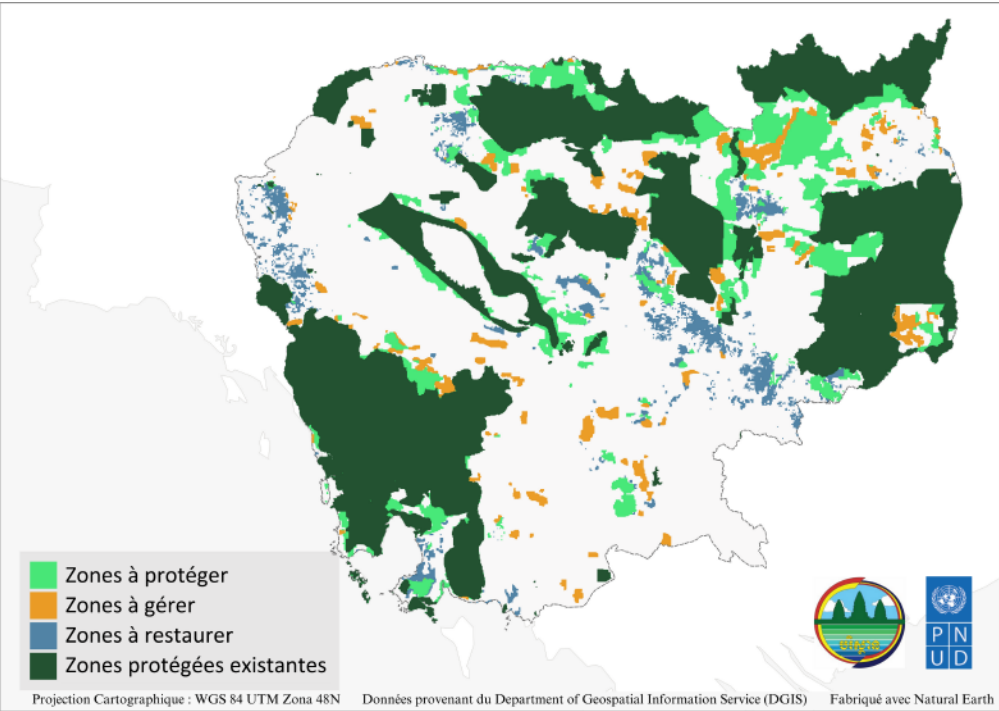 Zones à protéger
Zones à gérer
Zones à restaurer
Zones protégées existantes
P N
U D
Projection Cartographique : WGS 84 UTM Zona 48N Données provenant du Department of Geospatial Information Service (DGIS) Fabriqué avec Natural Earth